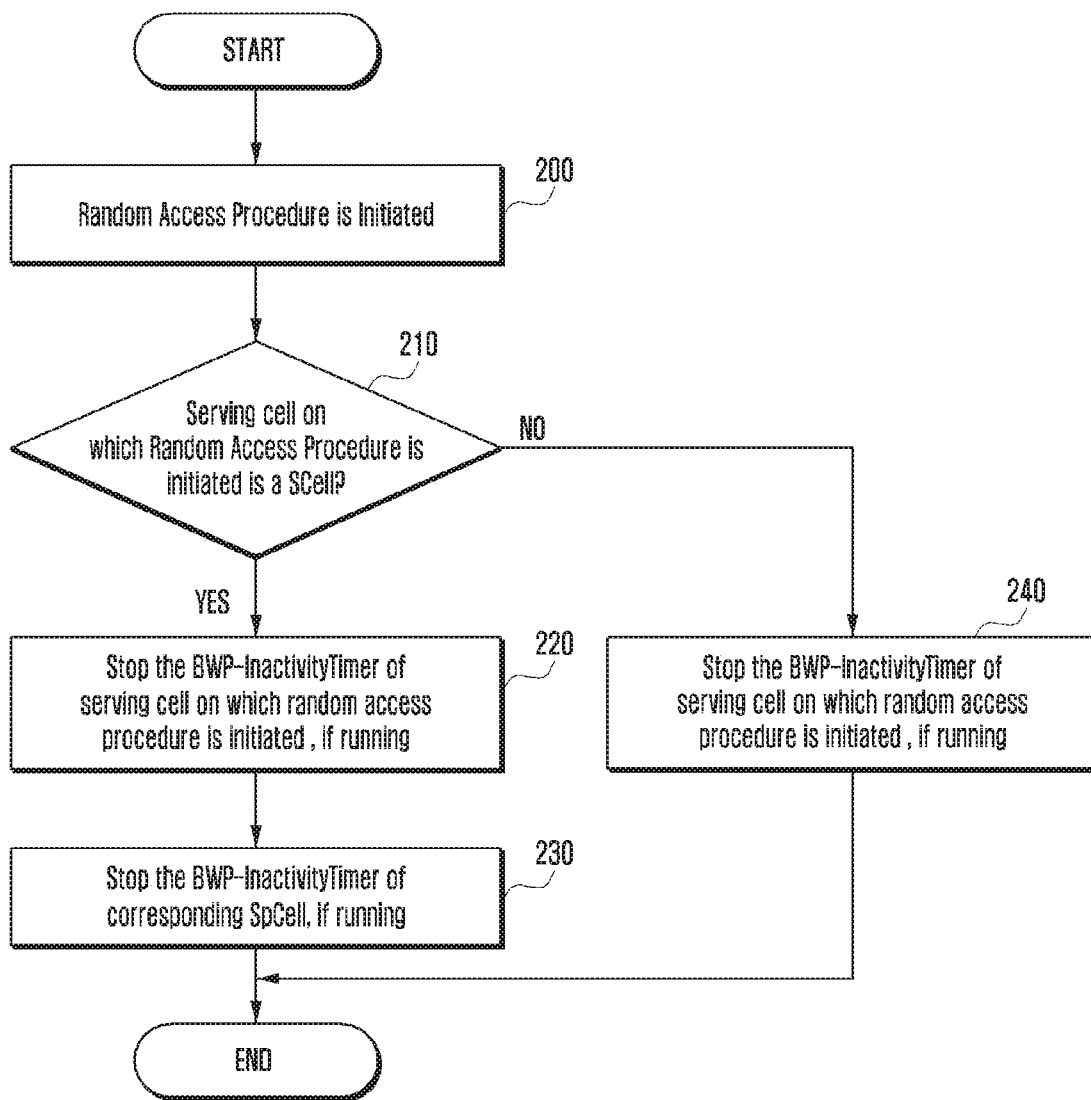 START
200
Random Access Procedure is Initiated
210
Serving cell on
which Random Access Procedure is
initiated is a SCell?
NO
YES
220
Stop the BWP-InactivityTimer of
serving cell on which random access
procedure is initiated , if running
240
Stop the BWP-InactivityTimer of
serving cell on which random access
procedure is initiated , if running
230
Stop the BWP-InactivityTimer of
corresponding SpCell, if running
END